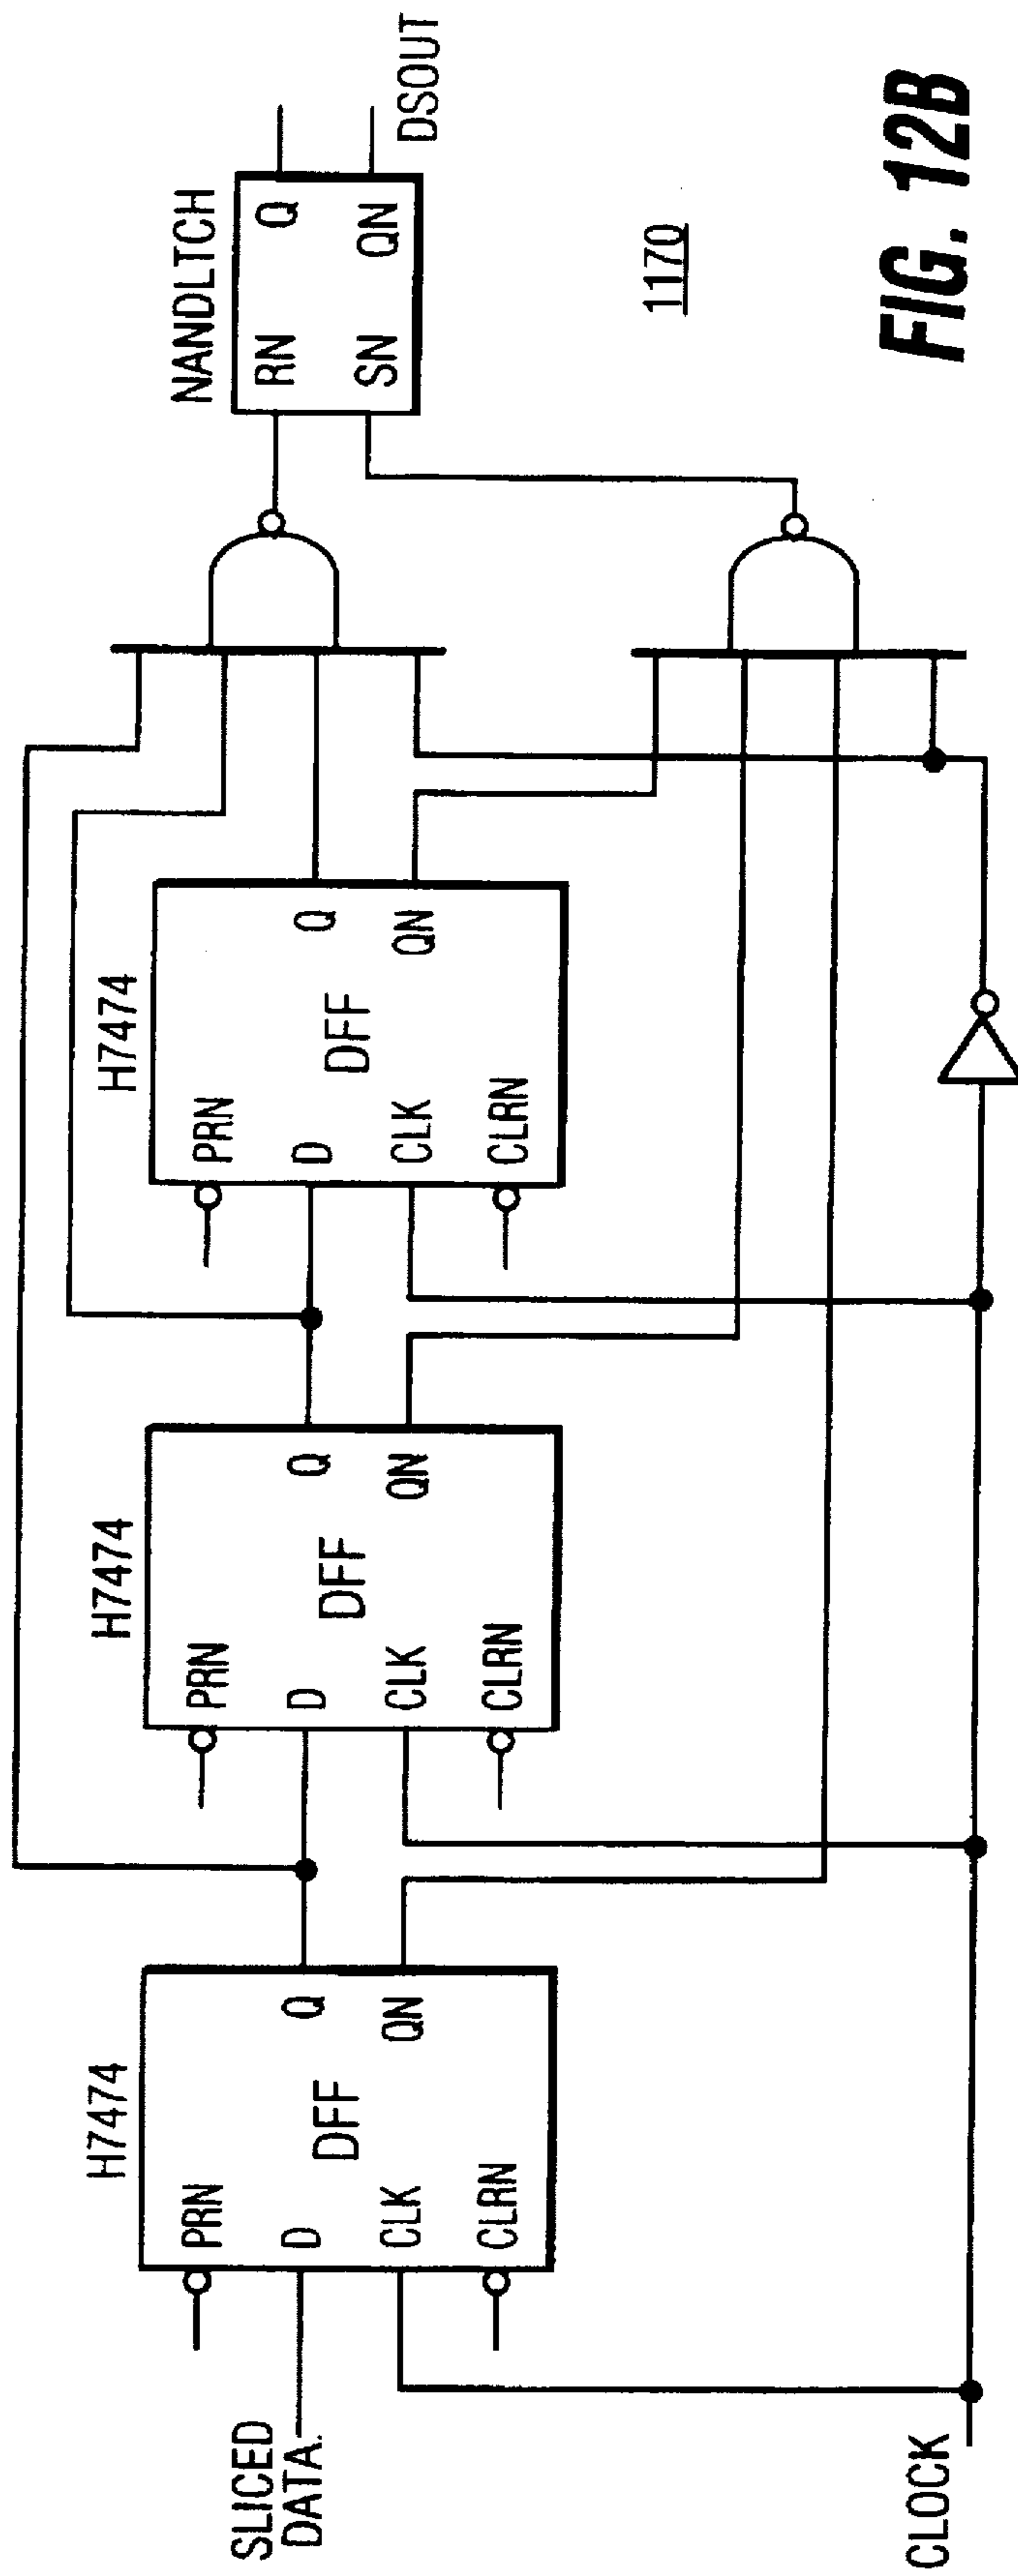 SLICED
DATA.
CLOCK
H7474
PRN
D
CLK
CLRN
DFF
Q
QN
H7474
PRN
D
CLK
CLRN
DFF
Q
QN
H7474
PRN
D
CLK
CLRN
DFF
Q
QN
NANDLTCH
RN
SN
Q
QN
DSOUT
1170
FIG. 12B